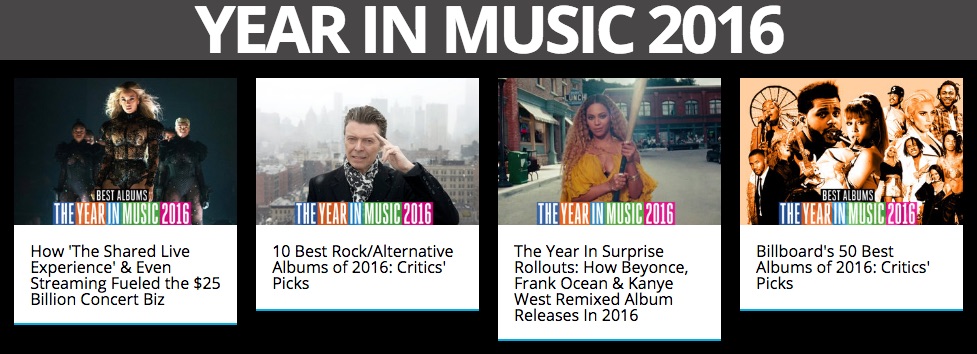 YEAR IN MUSIC 2016
BEST ALBUMS
THE YEAR IN MUSIC 2016
How 'The Shared Live
Experience' & Even
Streaming Fueled the $25
Billion Concert Biz
THE YEAR IN MUSIC 2016
10 Best Rock/Alternative
Albums of 2016: Critics'
Picks
LUNCH
THE YEAR IN MUSIC 2016
The Year In Surprise
Rollouts: How Beyonce,
Frank Ocean & Kanye
West Remixed Album
Releases In 2016
BEST ALBUMS
THE YEAR IN MUSIC 2016
Billboard's 50 Best
Albums of 2016: Critics'
Picks